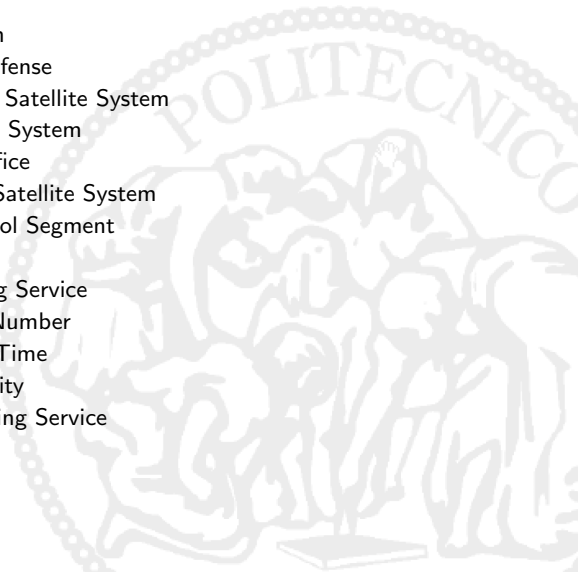 n
fense
Satellite System
System
fice
Satellite System
ol Segment
g Service
Number
Time
ity
ing Service
POLITECNICO